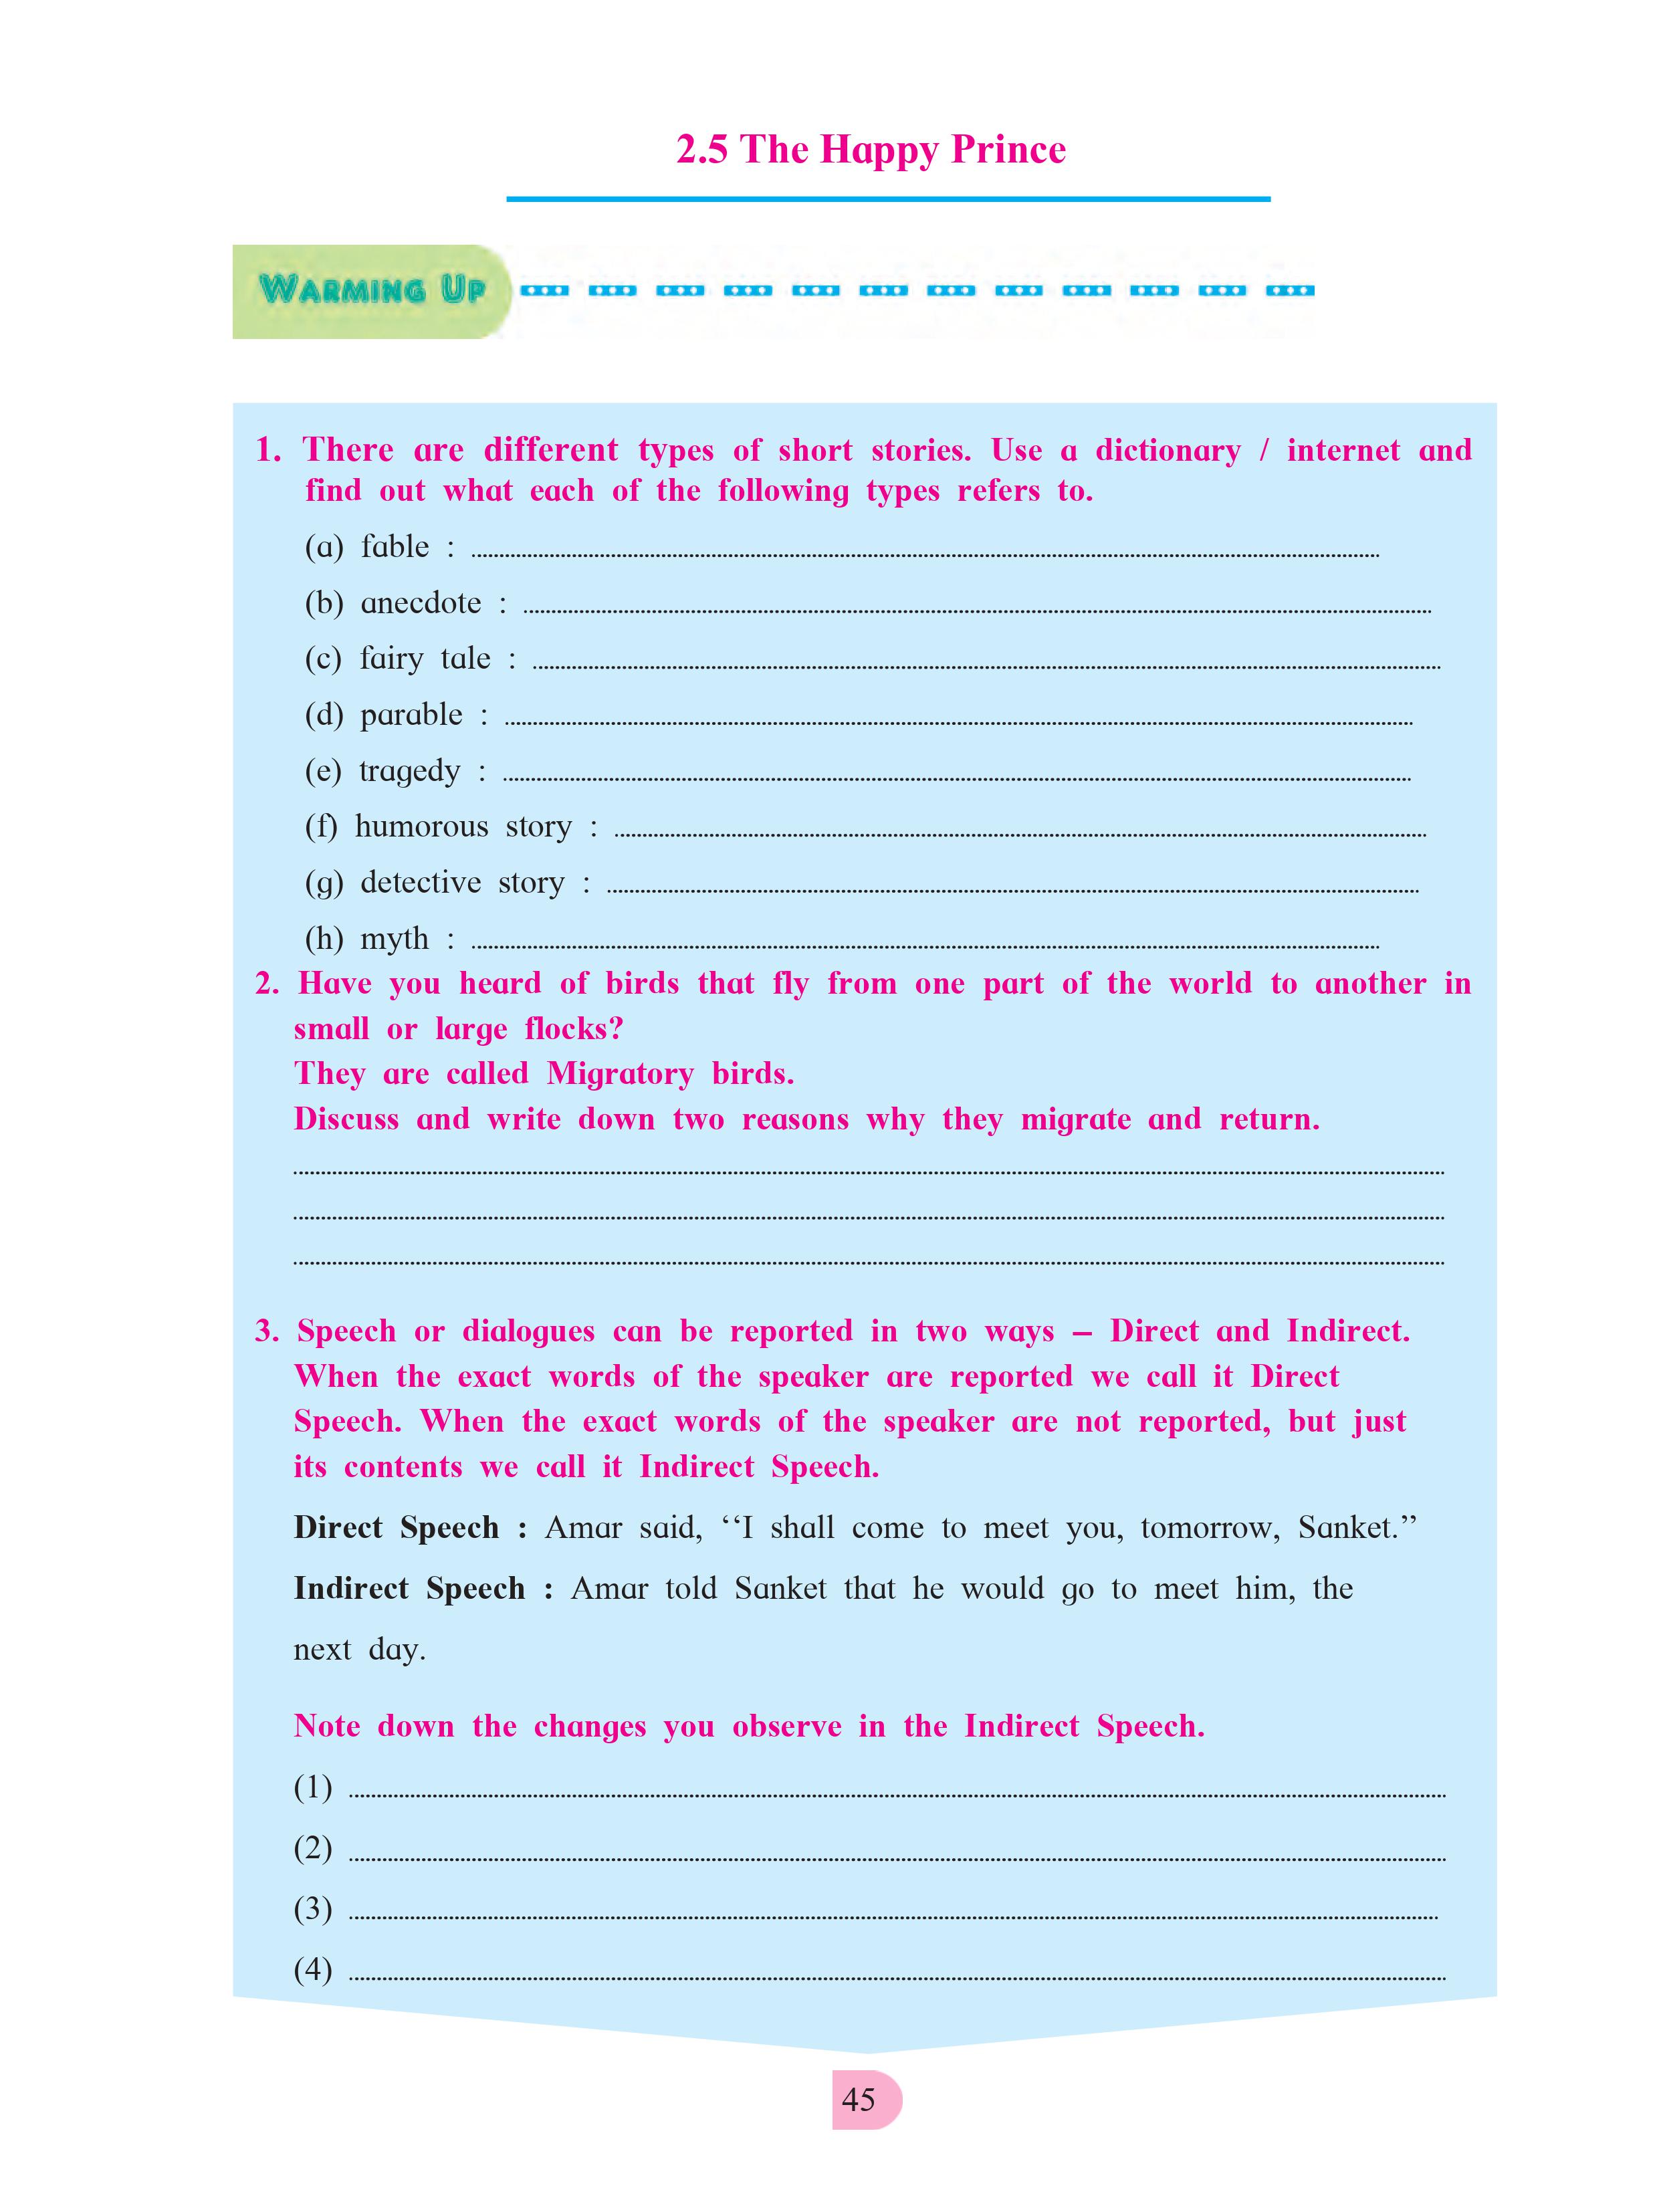 2.5 The Happy Prince
WARMING UP
1. There are different types of short stories. Use a dictionary / internet and
find out what each of the following types refers to.
(a) fable : ........................................
(b) anecdote : ........................................
(c) fairy tale : ........................................
(d) parable : ........................................
(e) tragedy : ........................................
(f) humorous story : ........................................
(g) detective story : ........................................
(h) myth : ........................................
2. Have you heard of birds that fly from one part of the world to another in
small or large flocks?
They are called Migratory birds.
Discuss and write down two reasons why they migrate and return.
........................................
........................................
........................................
3. Speech or dialogues can be reported in two ways – Direct and Indirect.
When the exact words of the speaker are reported we call it Direct
Speech. When the exact words of the speaker are not reported, but just
its contents we call it Indirect Speech.
Direct Speech : Amar said, ‘‘I shall come to meet you, tomorrow, Sanket.’’
Indirect Speech : Amar told Sanket that he would go to meet him, the
next day.
Note down the changes you observe in the Indirect Speech.
(1) ........................................
(2) ........................................
(3) ........................................
(4) ........................................
45